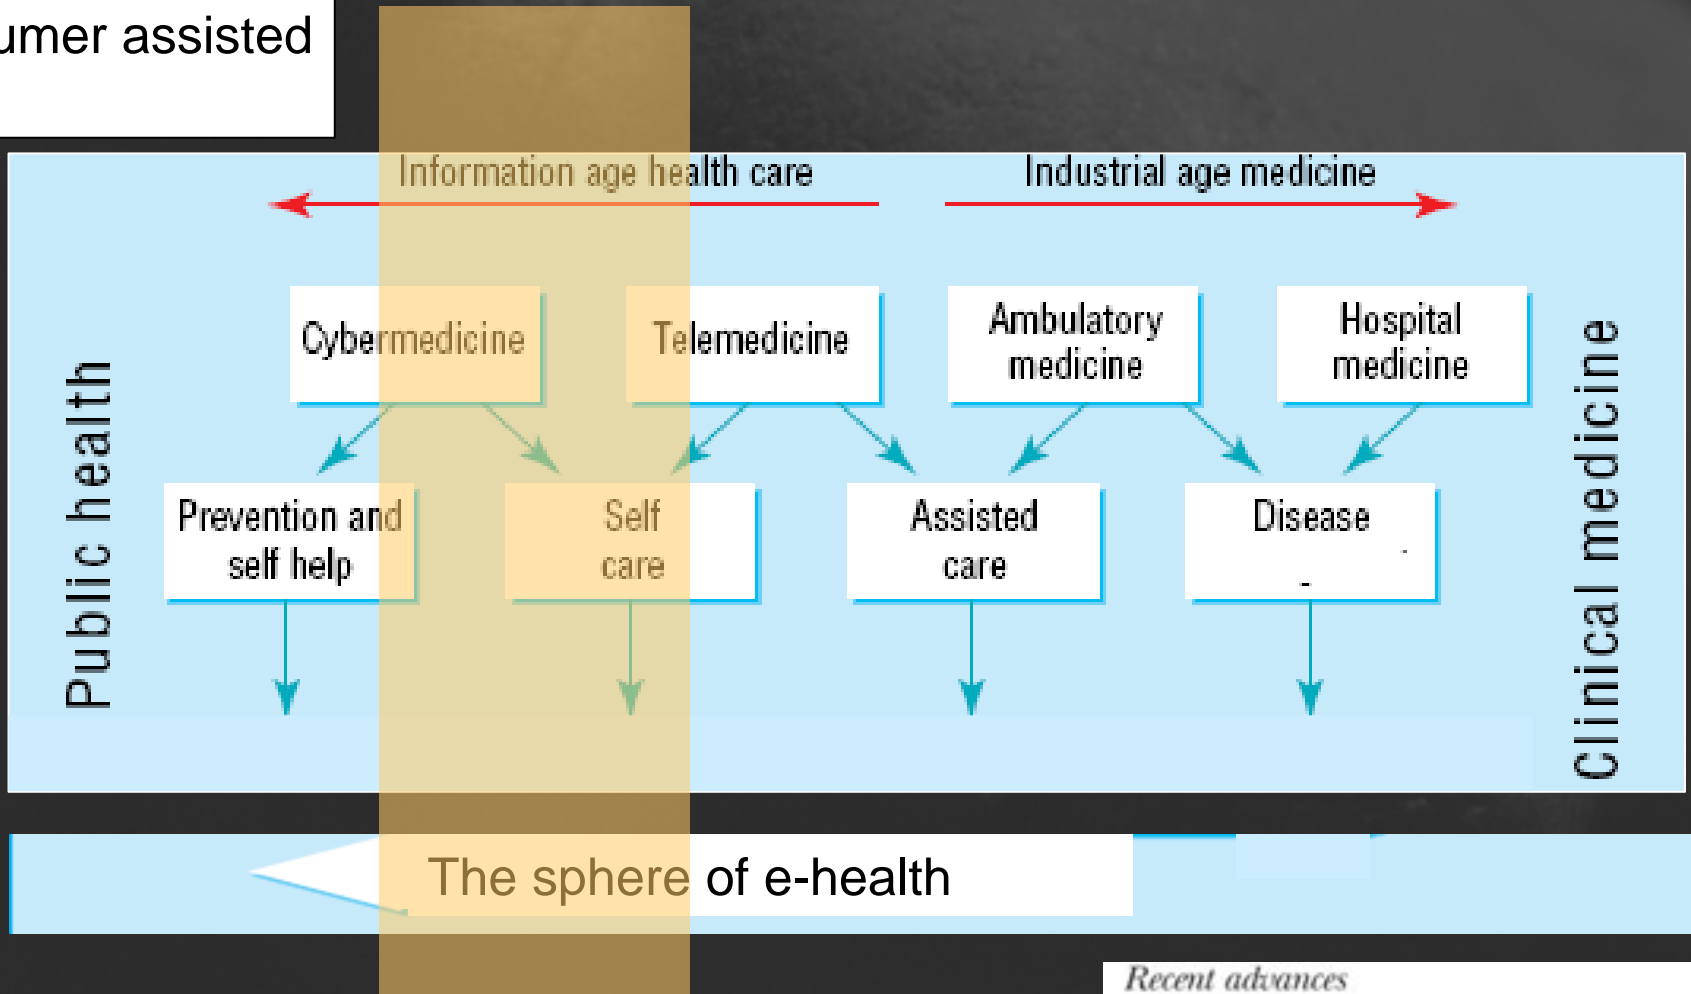 umer assisted
Information age health care
Industrial age medicine
Cybermedicine
Telemedicine
Ambulatory
medicine
Hospital
medicine
Public health
Clinical medicine
Prevention and
self help
Self
care
Assisted
care
Disease
The sphere of e-health
Recent advances